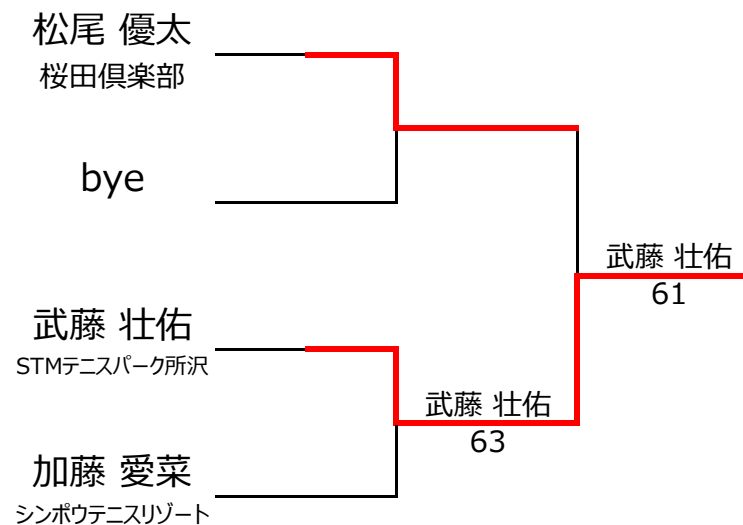 松尾 優太
桜田倶楽部
bye
武藤 壮佑
61
武藤 壮佑
STMテニスパーク所沢
武藤 壮佑
63
加藤 愛菜
シンポウテニスリゾート